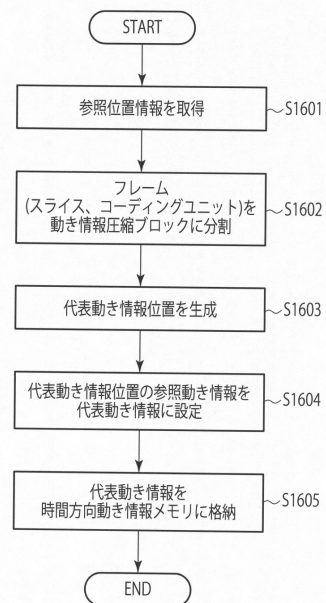 START
参照位置情報を取得
S1601
フレーム
(スライス、コーディングユニット)を
動き情報圧縮ブロックに分割
S1602
代表動き情報位置を生成
S1603
代表動き情報位置の参照動き情報を
代表動き情報に設定
S1604
代表動き情報を
時間方向動き情報メモリに格納
S1605
END